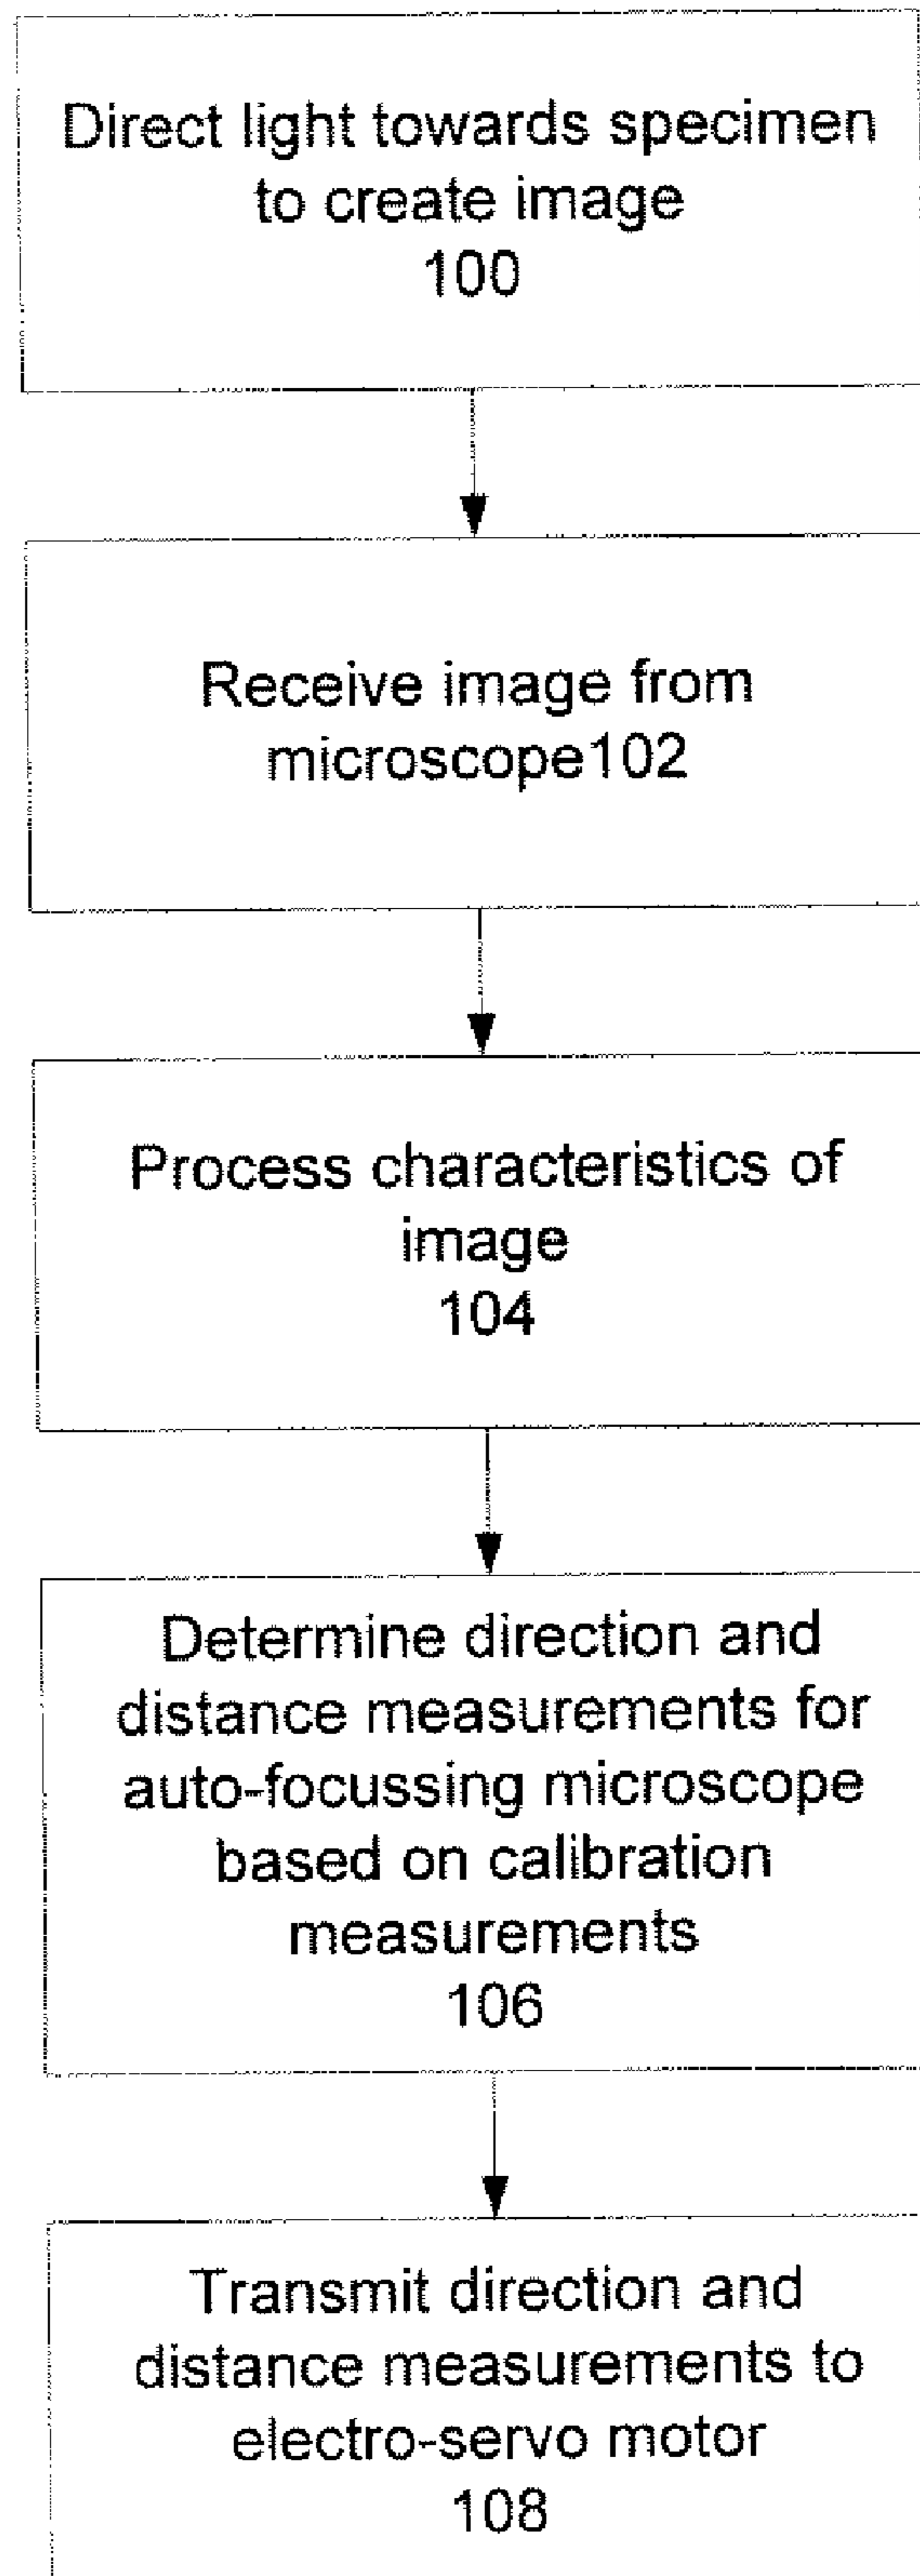 Direct light towards specimen
to create image
100
Receive image from
microscope102
Process characteristics of
image
104
Determine direction and
distance measurements for
auto-focussing microscope
based on calibration
measurements
106
Transmit direction and
distance measurements to
electro-servo motor
108